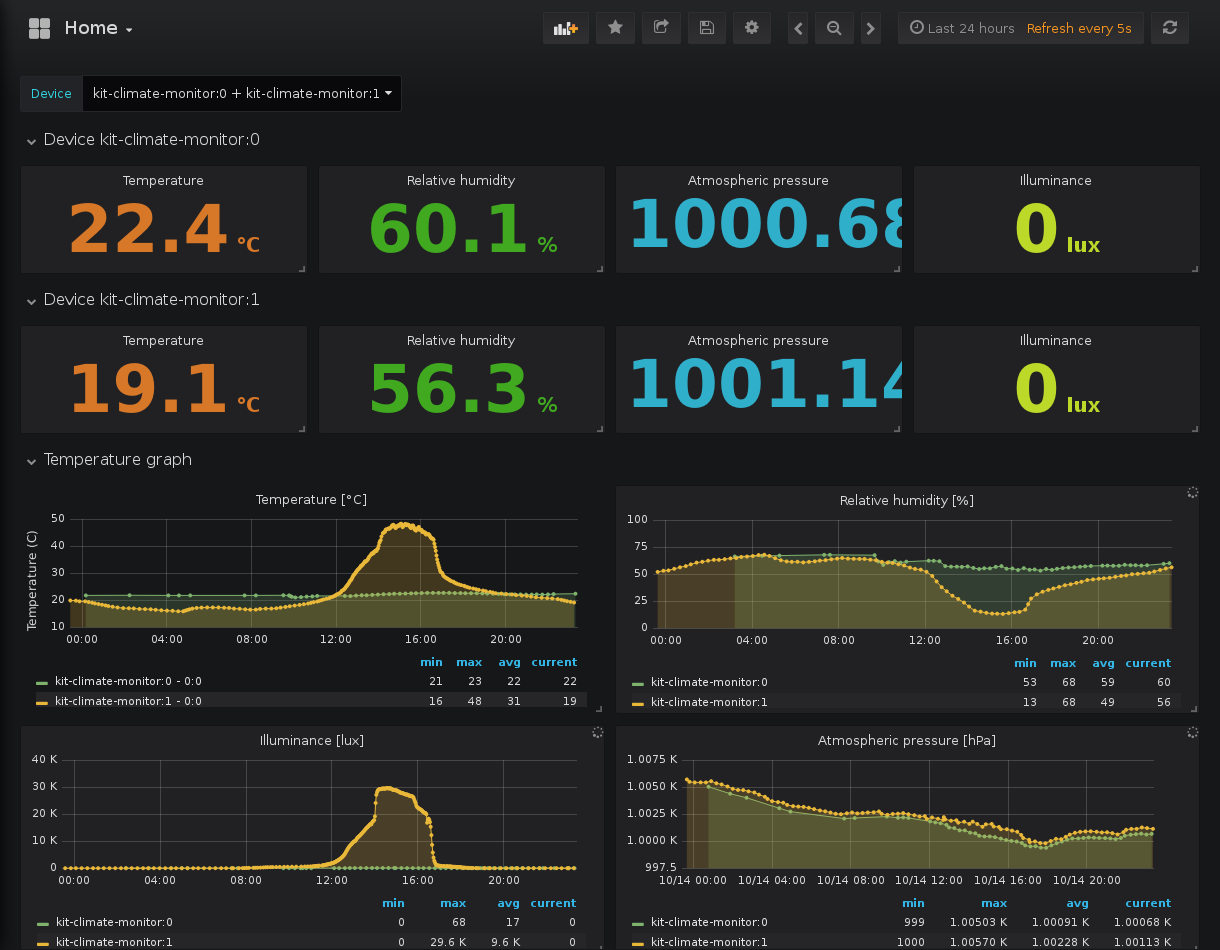 Home
Last 24 hours Refresh every 5s
Device kit-climate-monitor:0 + kit-climate-monitor:1
Device kit-climate-monitor:0
Temperature Relative humidity Atmospheric pressure Illuminance
22.4 °C 60.1 % 1000.68 0 lux
Device kit-climate-monitor:1
Temperature Relative humidity Atmospheric pressure Illuminance
19.1 °C 56.3 % 1001.14 0 lux
Temperature graph
Temperature [°C]
Temperature (C)
50
40
30
20
10
00:00 04:00 08:00 12:00 16:00 20:00
min max avg current
kit-climate-monitor:0 - 0:0 21 23 22 22
kit-climate-monitor:1 - 0:0 16 48 31 19
Relative humidity [%]
100
75
50
25
0
00:00 04:00 08:00 12:00 16:00 20:00
min max avg current
kit-climate-monitor:0 53 68 59 60
kit-climate-monitor:1 13 68 49 56
Illuminance [lux]
40 K
30 K
20 K
10 K
0
00:00 04:00 08:00 12:00 16:00 20:00
min max avg current
kit-climate-monitor:0 0 68 17 0
kit-climate-monitor:1 0 29.6 K 9.6 K 0
Atmospheric pressure [hPa]
1.0075 K
1.0050 K
1.0025 K
1.0000 K
997.5
10/14 00:00 10/14 04:00 10/14 08:00 10/14 12:00 10/14 16:00 10/14 20:00
min max avg current
kit-climate-monitor:0 999 1.00503 K 1.00091 K 1.00068 K
kit-climate-monitor:1 1000 1.00570 K 1.00228 K 1.00113 K